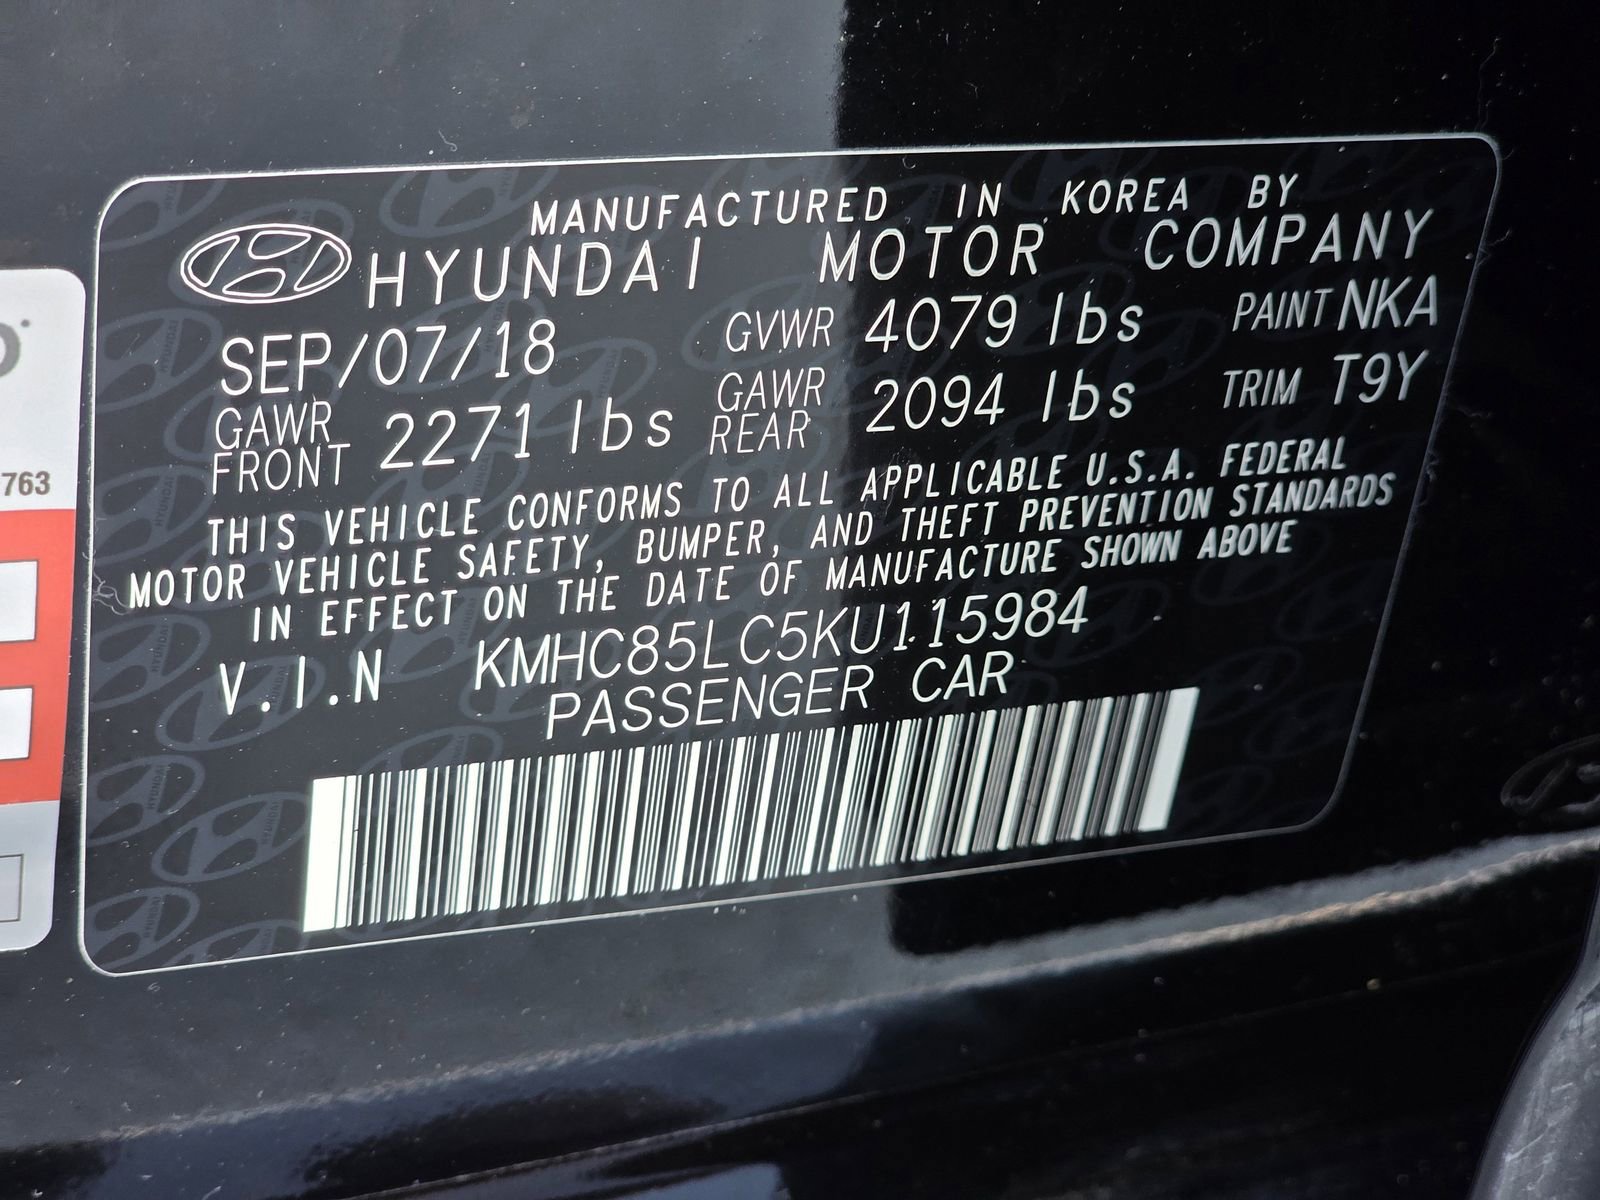 MANUFACTURED IN KOREA BY
HYUNDAI MOTOR COMPANY
SEP/07/18 GVWR 4079 lbs PAINT NKA
GAWR FRONT 2271 lbs GAWR REAR 2094 lbs TRIM T9Y
THIS VEHICLE CONFORMS TO ALL APPLICABLE U.S.A. FEDERAL
MOTOR VEHICLE SAFETY, BUMPER, AND THEFT PREVENTION STANDARDS
IN EFFECT ON THE DATE OF MANUFACTURE SHOWN ABOVE
V.I.N KMHC85LC5KU115984
PASSENGER CAR
763